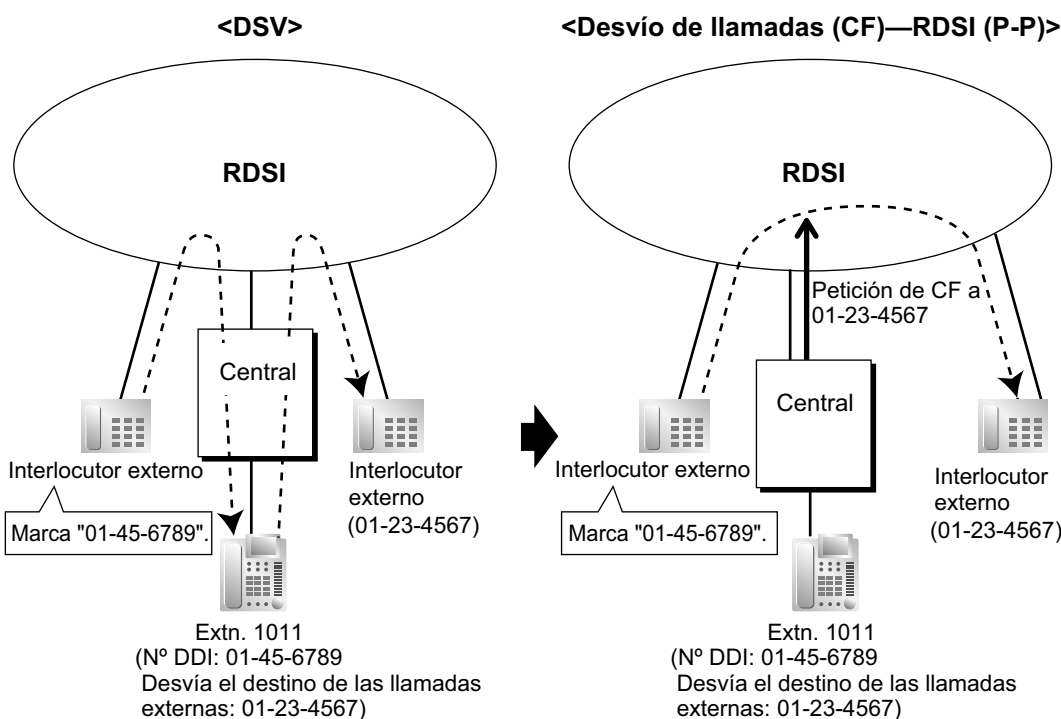 <DSV>
RDSI
Central
Interlocutor externo
Marca "01-45-6789".
Interlocutor
externo
(01-23-4567)
Extn. 1011
(Nº DDI: 01-45-6789
Desvía el destino de las llamadas
externas: 01-23-4567)
<Desvío de llamadas (CF)—RDSI (P-P)>
RDSI
Petición de CF a
01-23-4567
Central
Interlocutor externo
Marca "01-45-6789".
Interlocutor
externo
(01-23-4567)
Extn. 1011
(Nº DDI: 01-45-6789
Desvía el destino de las llamadas
externas: 01-23-4567)